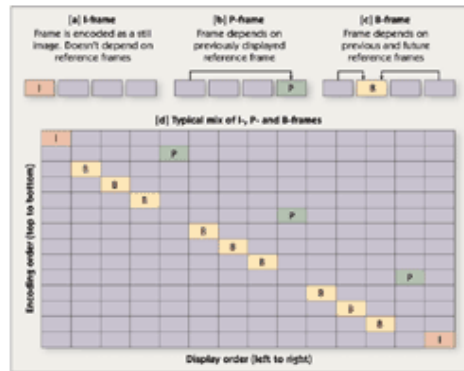 [a] I-frame
Frame is encoded as a still
image. Doesn't depend on
reference frames
I
[b] P-frame
Frame depends on
previously displayed
reference frame
P
[c] B-frame
Frame depends on
previous and future
reference frames
B
[d] Typical mix of I-, P- and B-frames
Encoding order (top to bottom)
I
P
B
B
B
P
B
B
B
P
B
B
B
I
Display order (left to right)